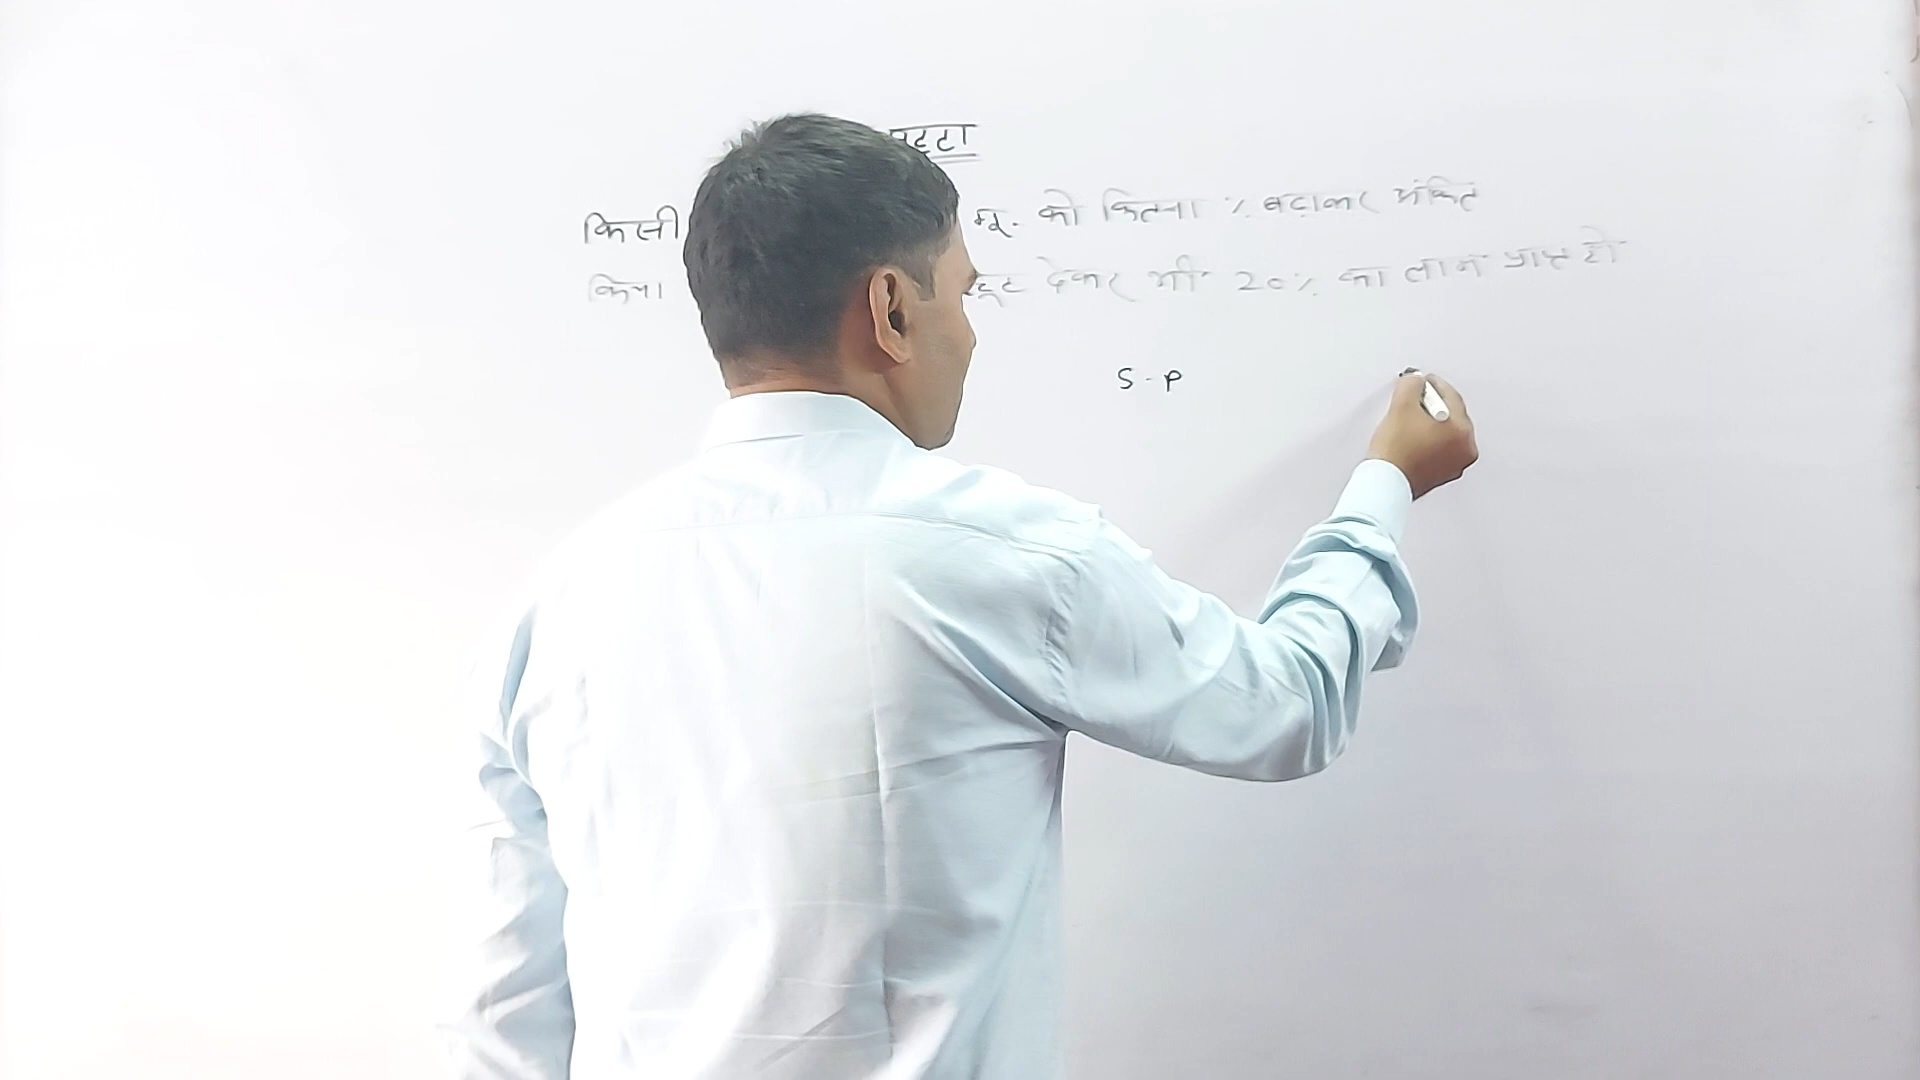 किसी मू. को कितना % बढ़ाकर अंकित
किया छूट देकर भी 20% का लाभ प्राप्त हो
S.P